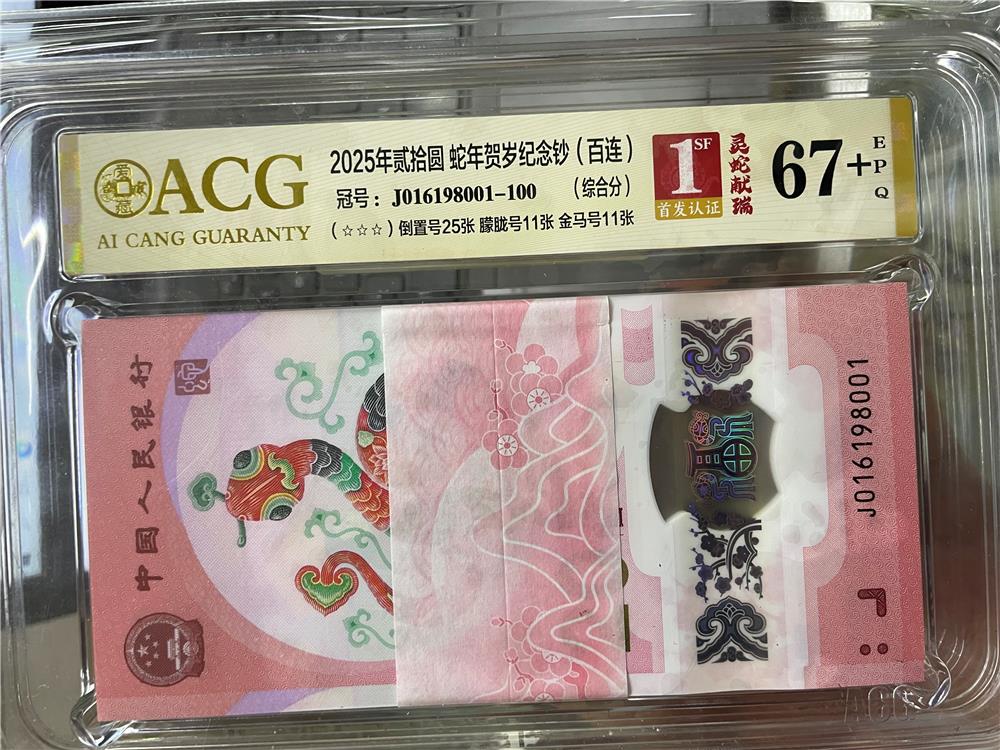 ACG
AI CANG GUARANTY
2025年贰拾圆 蛇年贺岁纪念钞(百连)
冠号: J016198001-100 (综合分)
(☆☆☆)倒置号25张 朦胧号11张 金马号11张
1SF
首发认证
灵蛇献瑞
67+
EPQ
中国人民银行
J016198001
ACG